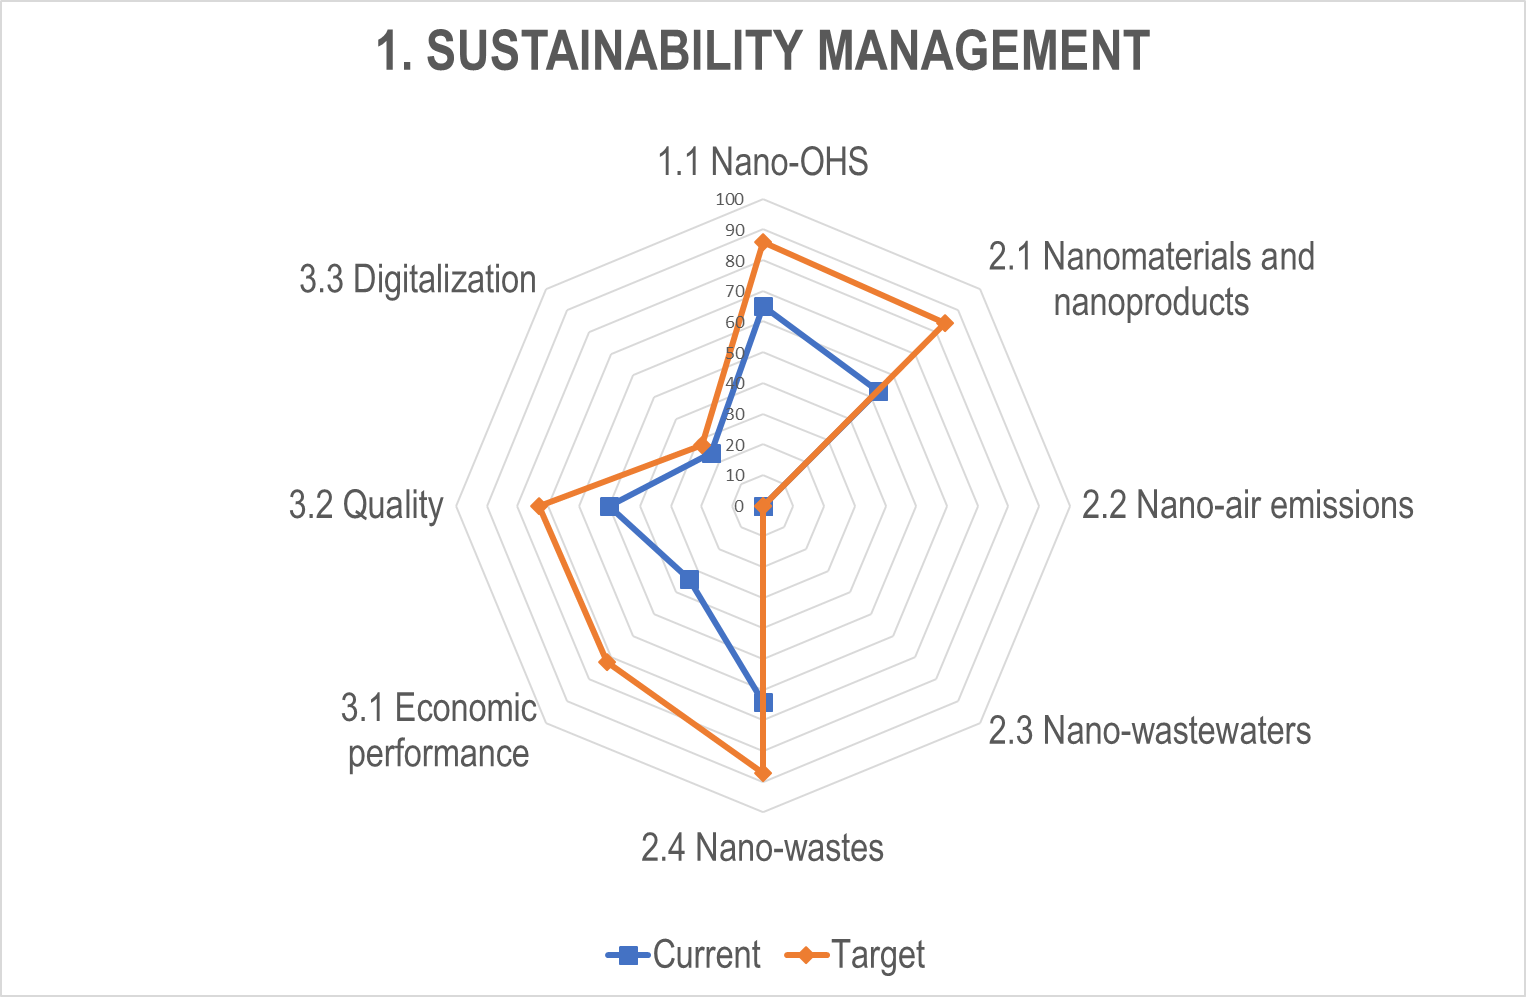 1. SUSTAINABILITY MANAGEMENT
1.1 Nano-OHS
2.1 Nanomaterials and
nanoproducts
2.2 Nano-air emissions
2.3 Nano-wastewaters
2.4 Nano-wastes
3.1 Economic
performance
3.2 Quality
3.3 Digitalization
100
90
80
70
60
50
40
30
20
10
0
Current
Target